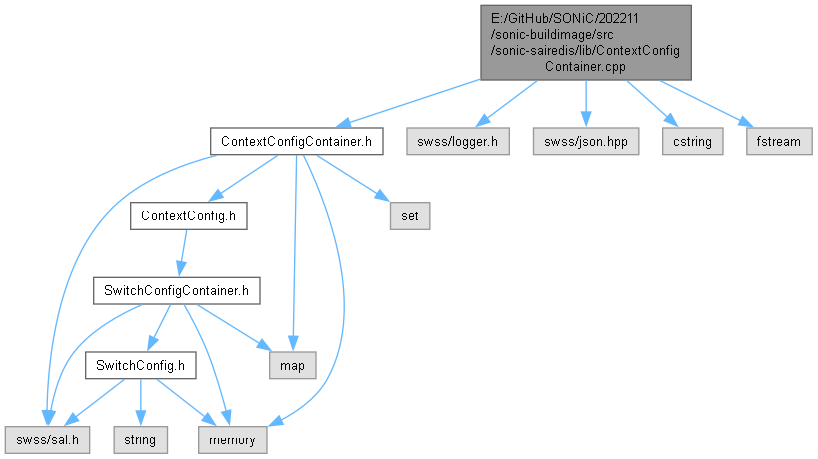 E:/GitHub/SONiC/202211
/sonic-buildimage/src
/sonic-sairedis/lib/ContextConfig
Container.cpp
ContextConfigContainer.h
swss/logger.h
swss/json.hpp
cstring
fstream
ContextConfig.h
set
SwitchConfigContainer.h
SwitchConfig.h
map
swss/sal.h
string
memory